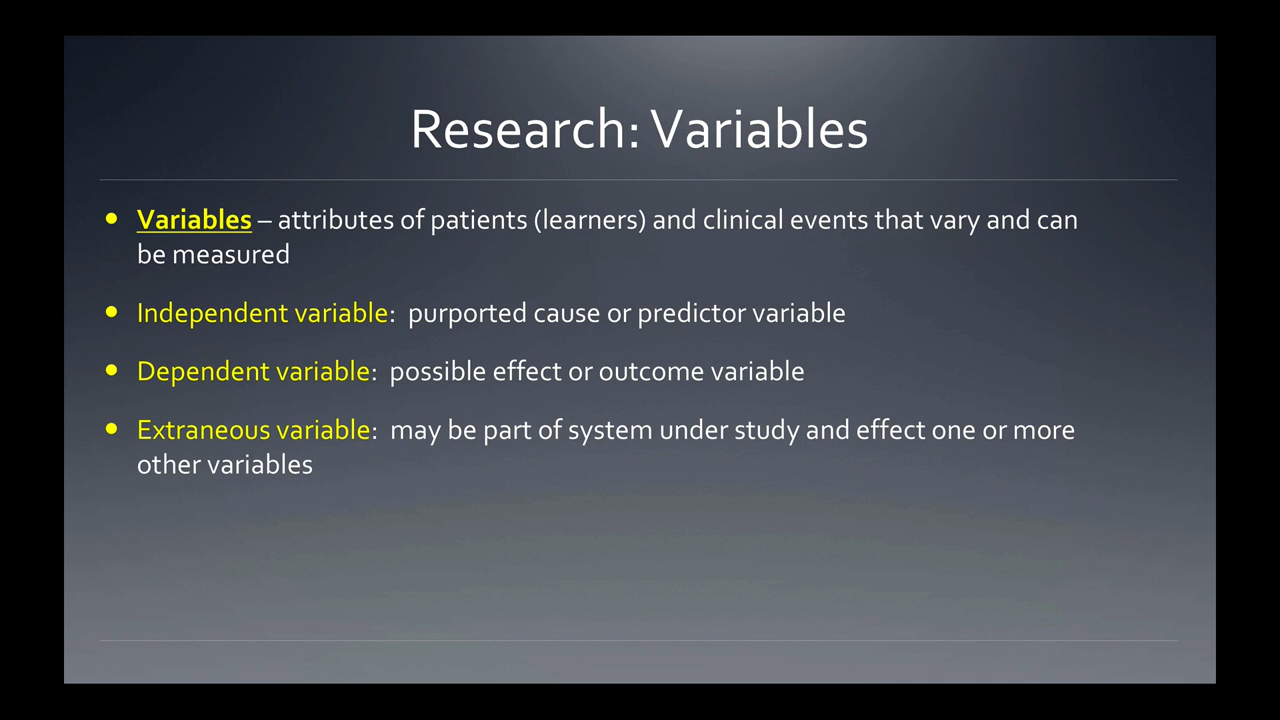 Research: Variables
• Variables – attributes of patients (learners) and clinical events that vary and can
be measured
• Independent variable:  purported cause or predictor variable
• Dependent variable:  possible effect or outcome variable
• Extraneous variable:  may be part of system under study and effect one or more
other variables